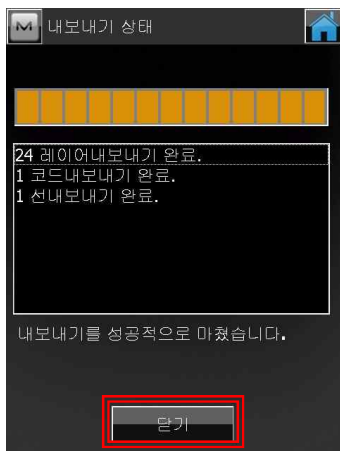 내보내기 상태
24 레이어내보내기 완료.
1 코드내보내기 완료.
1 선내보내기 완료.
내보내기를 성공적으로 마쳤습니다.
닫기